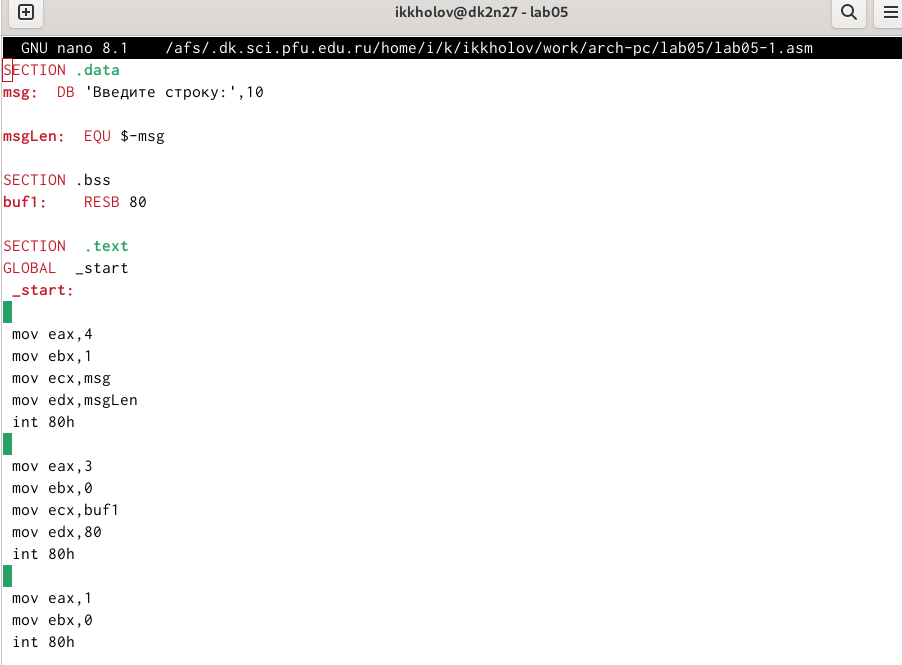 ikkholov@dk2n27 - lab05
GNU nano 8.1    /afs/.dk.sci.pfu.edu.ru/home/i/k/ikkholov/work/arch-pc/lab05/lab05-1.asm
SECTION .data
msg:  DB 'Введите строку:',10
msgLen:  EQU $-msg
SECTION .bss
buf1:    RESB 80
SECTION  .text
GLOBAL  _start
 _start:
 mov eax,4
 mov ebx,1
 mov ecx,msg
 mov edx,msgLen
 int 80h
 mov eax,3
 mov ebx,0
 mov ecx,buf1
 mov edx,80
 int 80h
 mov eax,1
 mov ebx,0
 int 80h